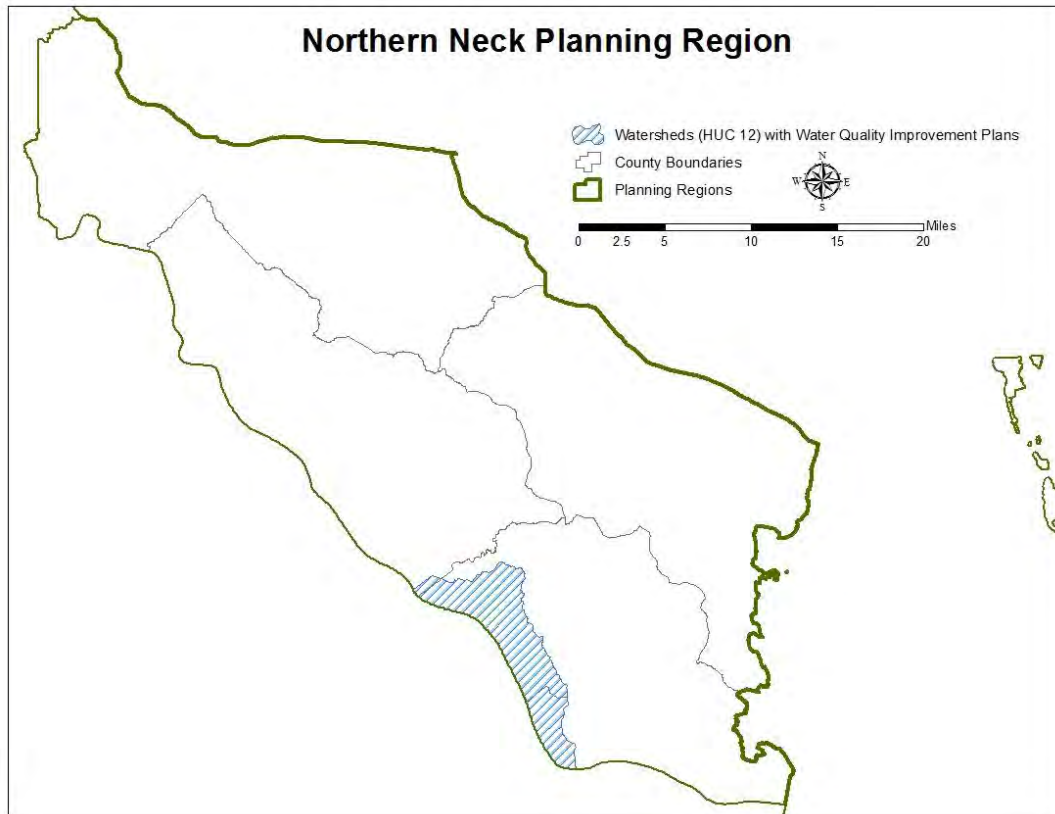 Northern Neck Planning Region
Watersheds (HUC 12) with Water Quality Improvement Plans
County Boundaries
Planning Regions
N
W E
S
Miles
0 2.5 5 10 15 20